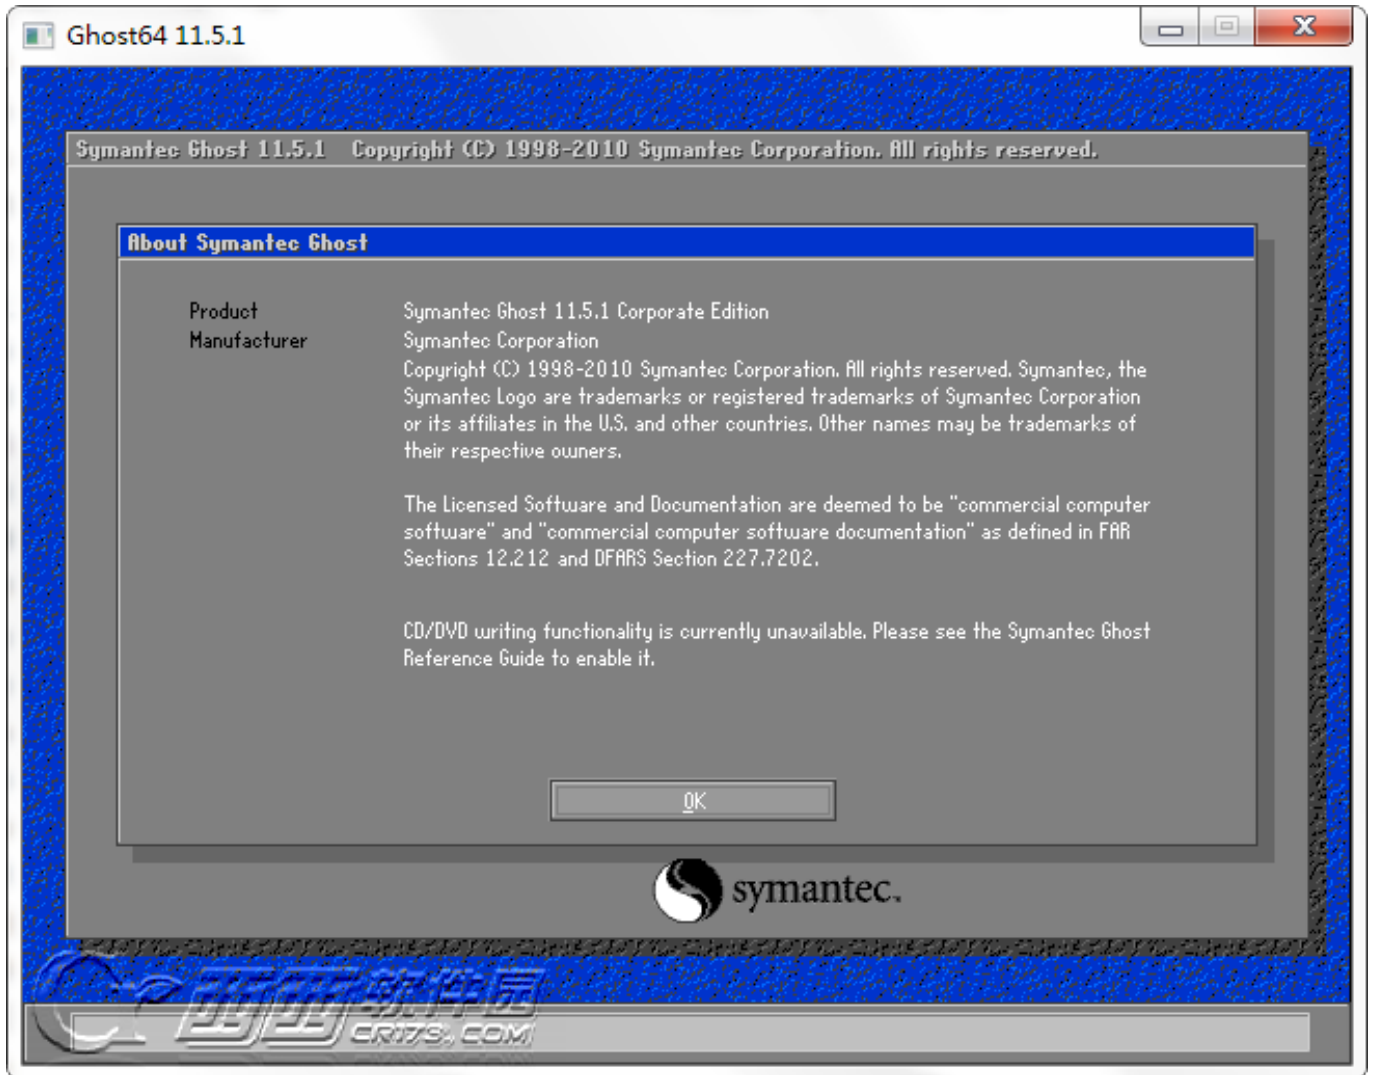 Ghost64 11.5.1
Symantec Ghost 11.5.1 Copyright (C) 1998-2010 Symantec Corporation. All rights reserved.
About Symantec Ghost
Product Symantec Ghost 11.5.1 Corporate Edition
Manufacturer Symantec Corporation
Copyright (C) 1998-2010 Symantec Corporation. All rights reserved. Symantec, the
Symantec Logo are trademarks or registered trademarks of Symantec Corporation
or its affiliates in the U.S. and other countries. Other names may be trademarks of
their respective owners.
The Licensed Software and Documentation are deemed to be "commercial computer
software" and "commercial computer software documentation" as defined in FAR
Sections 12.212 and DFARS Section 227.7202.
CD/DVD writing functionality is currently unavailable. Please see the Symantec Ghost
Reference Guide to enable it.
OK
symantec.
西西软件园
CR173.COM